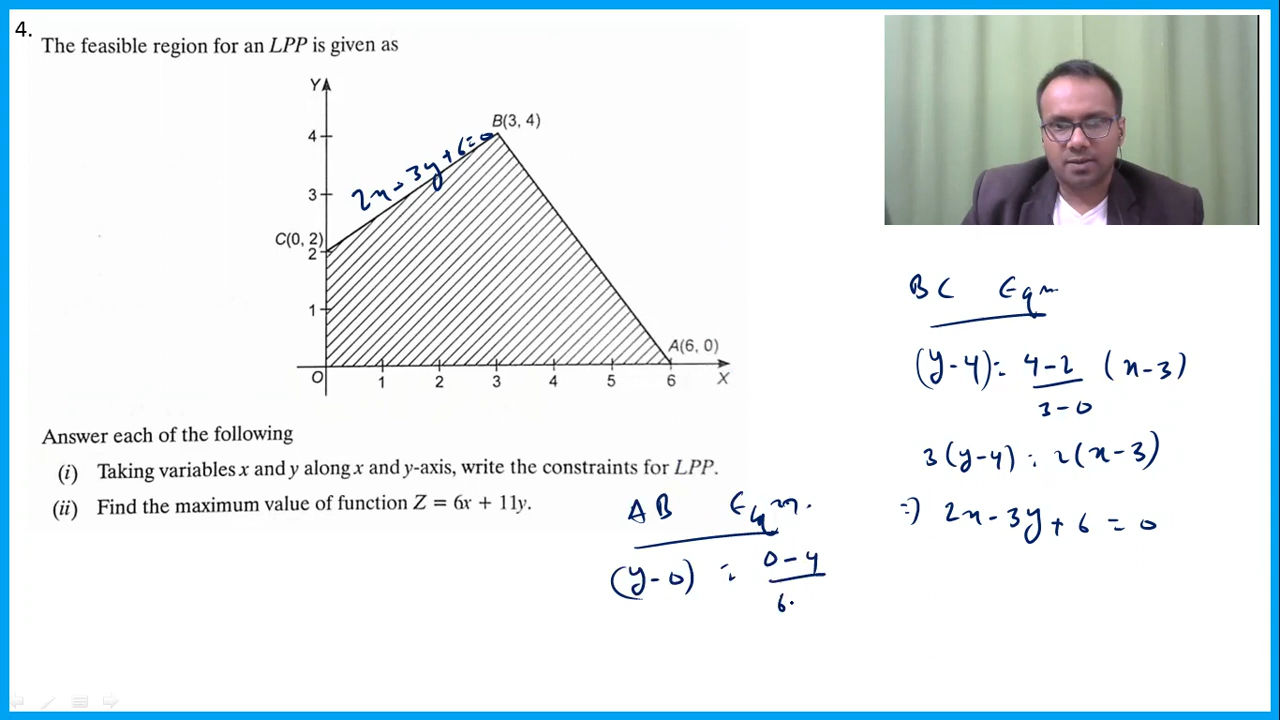 4.
The feasible region for an LPP is given as
Y
4
B(3, 4)
2x - 3y + 6 = 0
3
C(0, 2)
2
1
A(6, 0)
O 1 2 3 4 5 6 X
Answer each of the following
(i) Taking variables x and y along x and y-axis, write the constraints for LPP.
(ii) Find the maximum value of function Z = 6x + 11y.
BC Eqn
(y-4) = 4-2/3-0 (x-3)
3(y-4) = 2(x-3)
=) 2x - 3y + 6 = 0
AB Eqn.
(y-0) = 0-4/6.